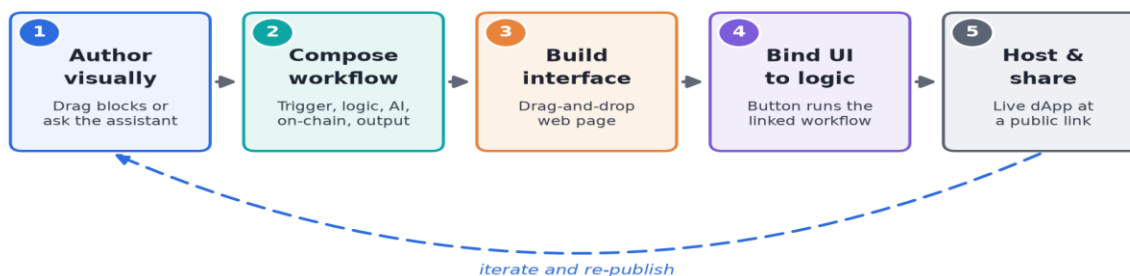 1
Author
visually
Drag blocks or
ask the assistant
2
Compose
workflow
Trigger, logic, AI,
on-chain, output
3
Build
interface
Drag-and-drop
web page
4
Bind UI
to logic
Button runs the
linked workflow
5
Host &
share
Live dApp at
a public link
iterate and re-publish